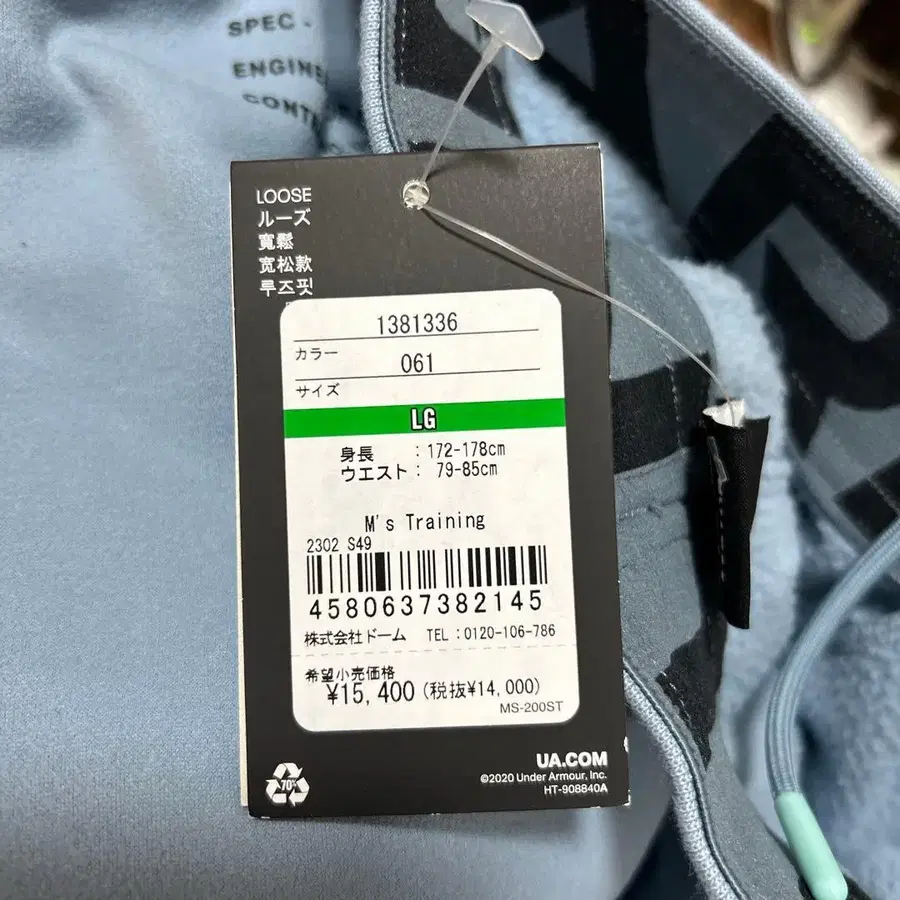 SPEC.
LOOSE
ルーズ
寬鬆
宽松款
루즈핏
1381336
カラー
061
サイズ
LG
身長 : 172-178cm
ウエスト : 79-85cm
M's Training
2302 S49
4580637382145
株式会社ドーム TEL:0120-106-786
希望小売価格
¥15,400 (税抜¥14,000)
MS-200ST
70%
UA.COM
©2020 Under Armour, Inc.
HT-908840A